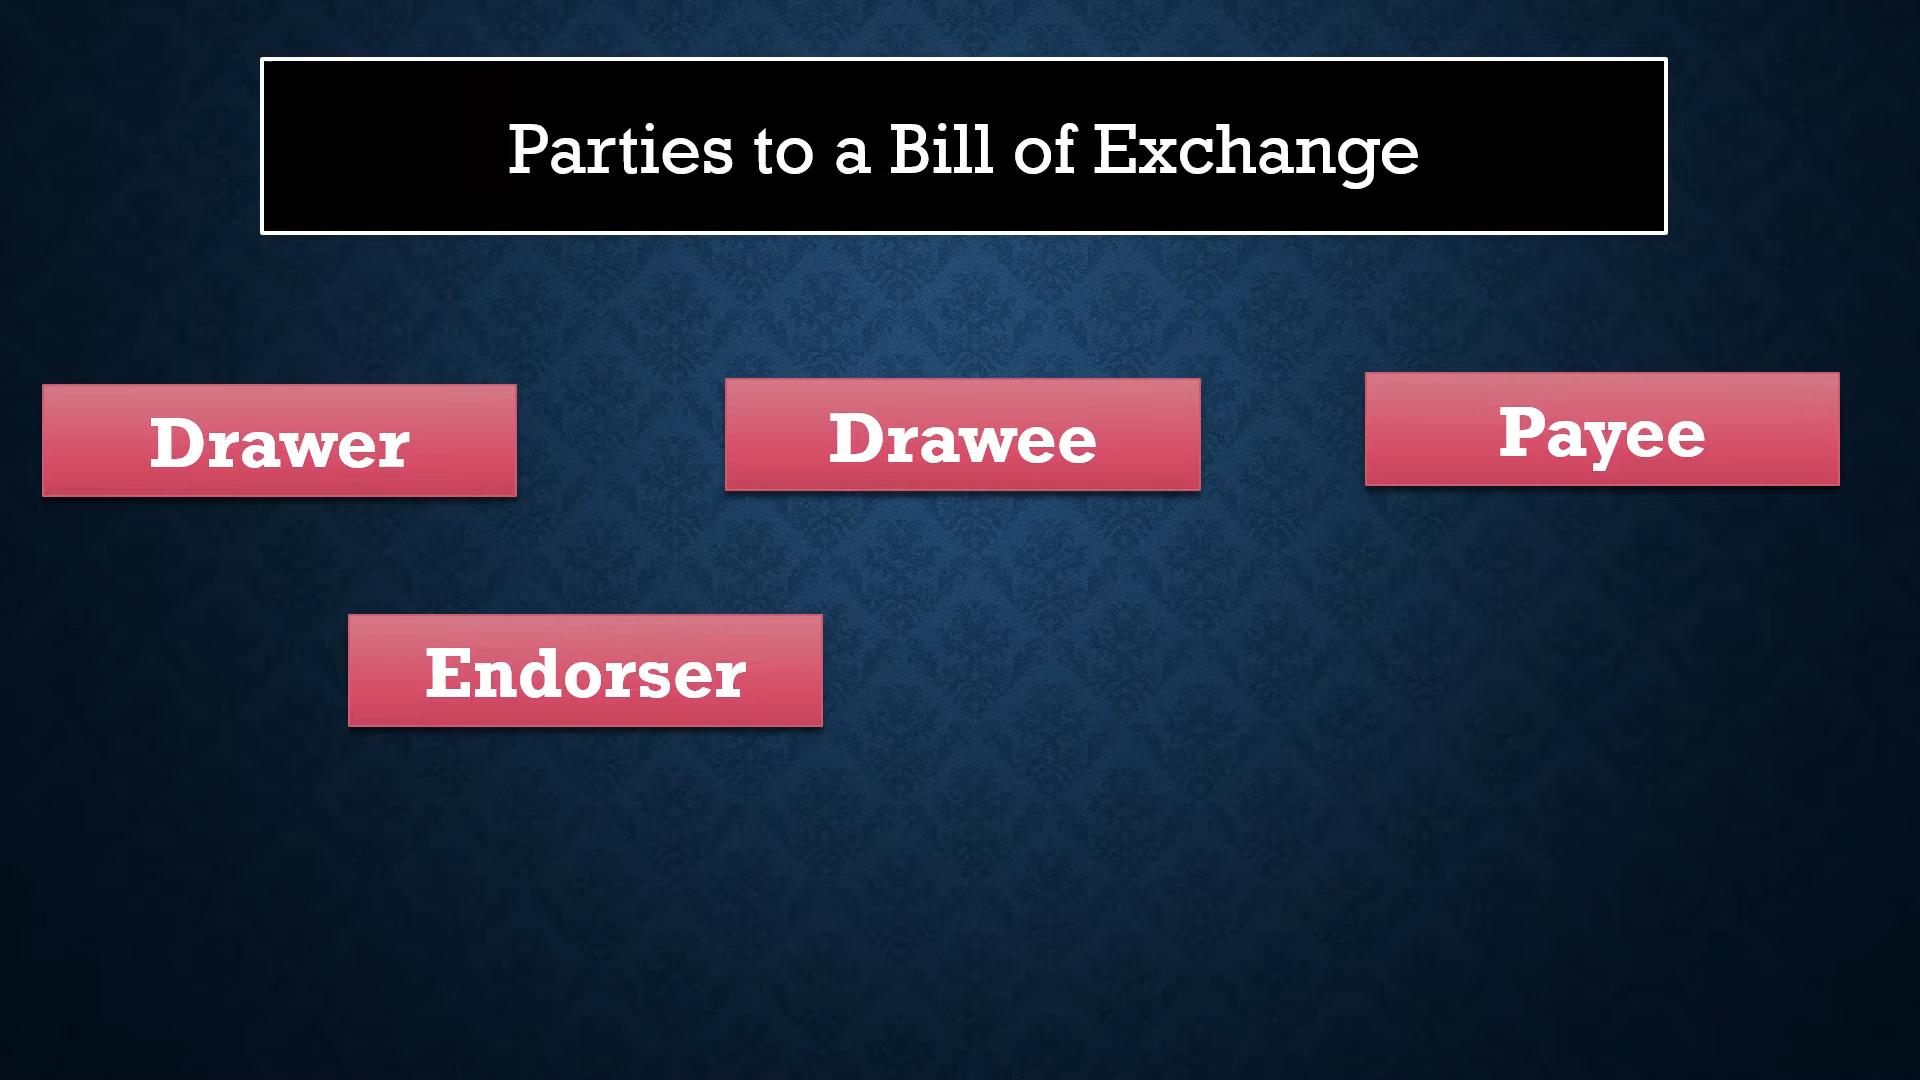 Parties to a Bill of Exchange
Drawer
Drawee
Payee
Endorser